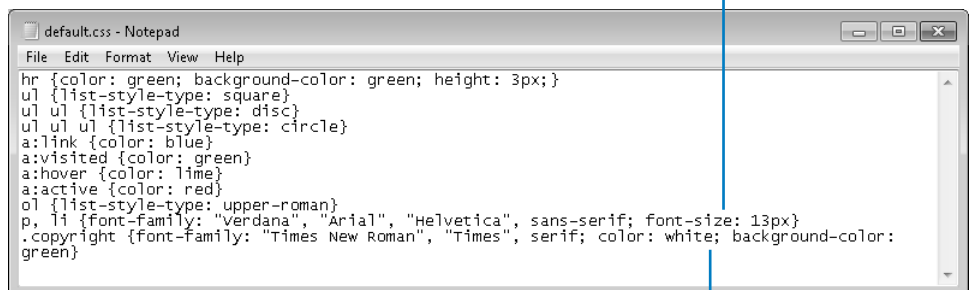 default.css - Notepad
File Edit Format View Help
hr {color: green; background-color: green; height: 3px;}
ul {list-style-type: square}
ul ul {list-style-type: disc}
ul ul ul {list-style-type: circle}
a:link {color: blue}
a:visited {color: green}
a:hover {color: lime}
a:active {color: red}
ol {list-style-type: upper-roman}
p, li {font-family: "Verdana", "Arial", "Helvetica", sans-serif; font-size: 13px}
.copyright {font-family: "Times New Roman", "Times", serif; color: white; background-color:
green}